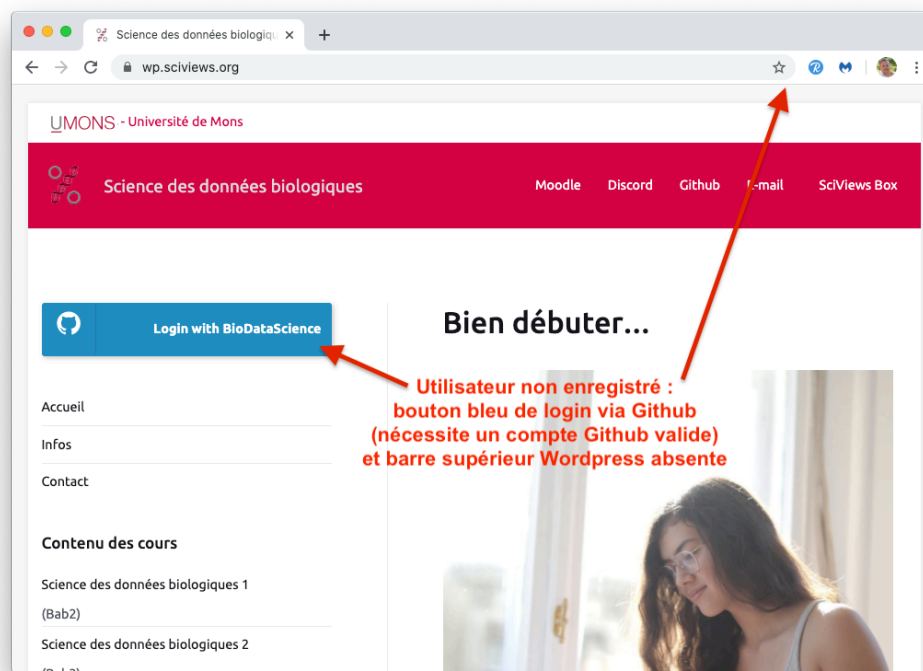 Science des données biologiqu
wp.sciviews.org
UMONS - Université de Mons
Science des données biologiques
Moodle Discord Github E-mail SciViews Box
Login with BioDataScience
Bien débuter...
Utilisateur non enregistré :
bouton bleu de login via Github
(nécessite un compte Github valide)
et barre supérieur Wordpress absente
Accueil
Infos
Contact
Contenu des cours
Science des données biologiques 1
(Bab2)
Science des données biologiques 2